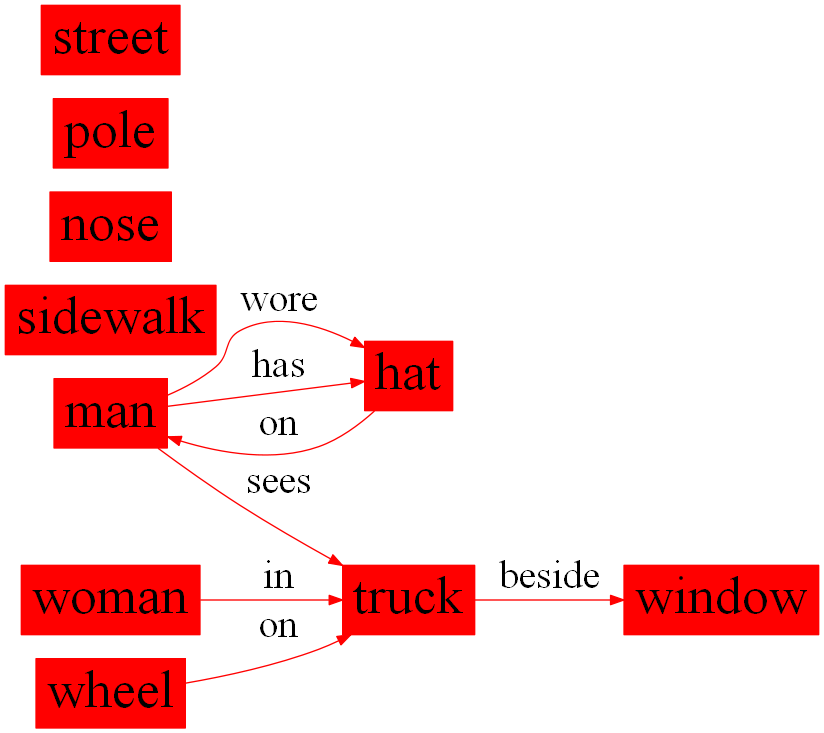 street
pole
nose
sidewalk
wore
has
hat
man
on
sees
in
beside
woman
truck
window
on
wheel